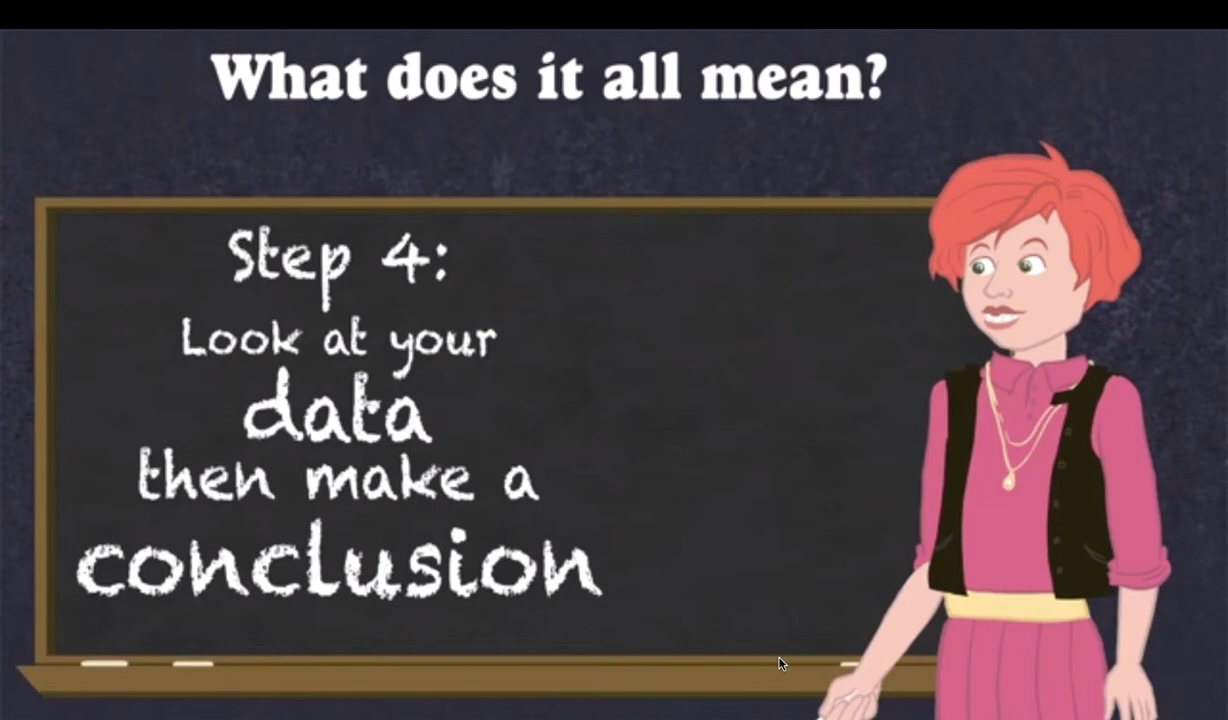 What does it all mean?
Step 4:
Look at your
data
then make a
conclusion